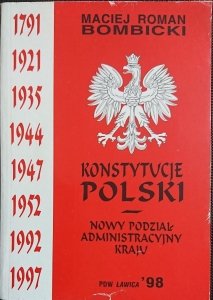 1791
1921
1935
1944
1947
1952
1992
1997
MACIEJ ROMAN
BOMBICKI
KONSTYTUCJE
POLSKI
NOWY PODZIAŁ
ADMINISTRACYJNY
KRAJU
PDW ŁAWICA '98